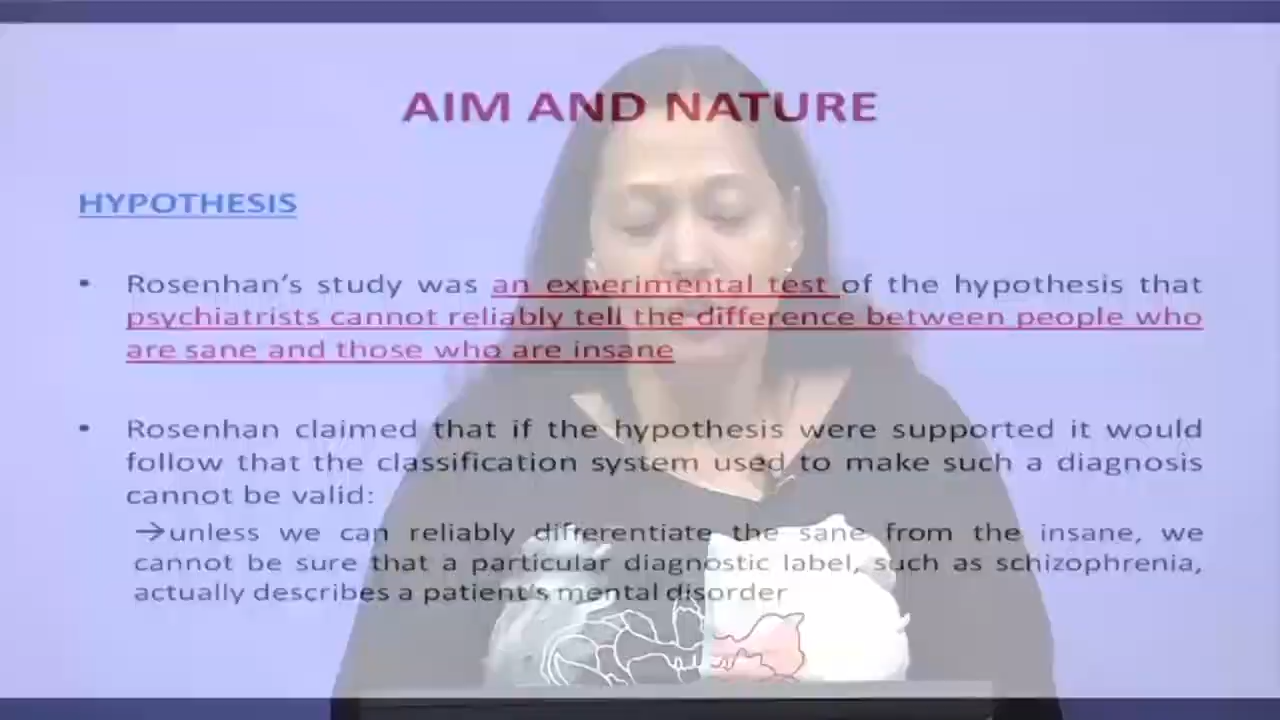 AIM AND NATURE
HYPOTHESIS
• Rosenhan's study was an experimental test of the hypothesis that
psychiatrists cannot reliably tell the difference between people who
are sane and those who are insane
• Rosenhan claimed that if the hypothesis were supported it would
follow that the classification system used to make such a diagnosis
cannot be valid:
→unless we can reliably differentiate the sane from the insane, we
cannot be sure that a particular diagnostic label, such as schizophrenia,
actually describes a patient's mental disorder